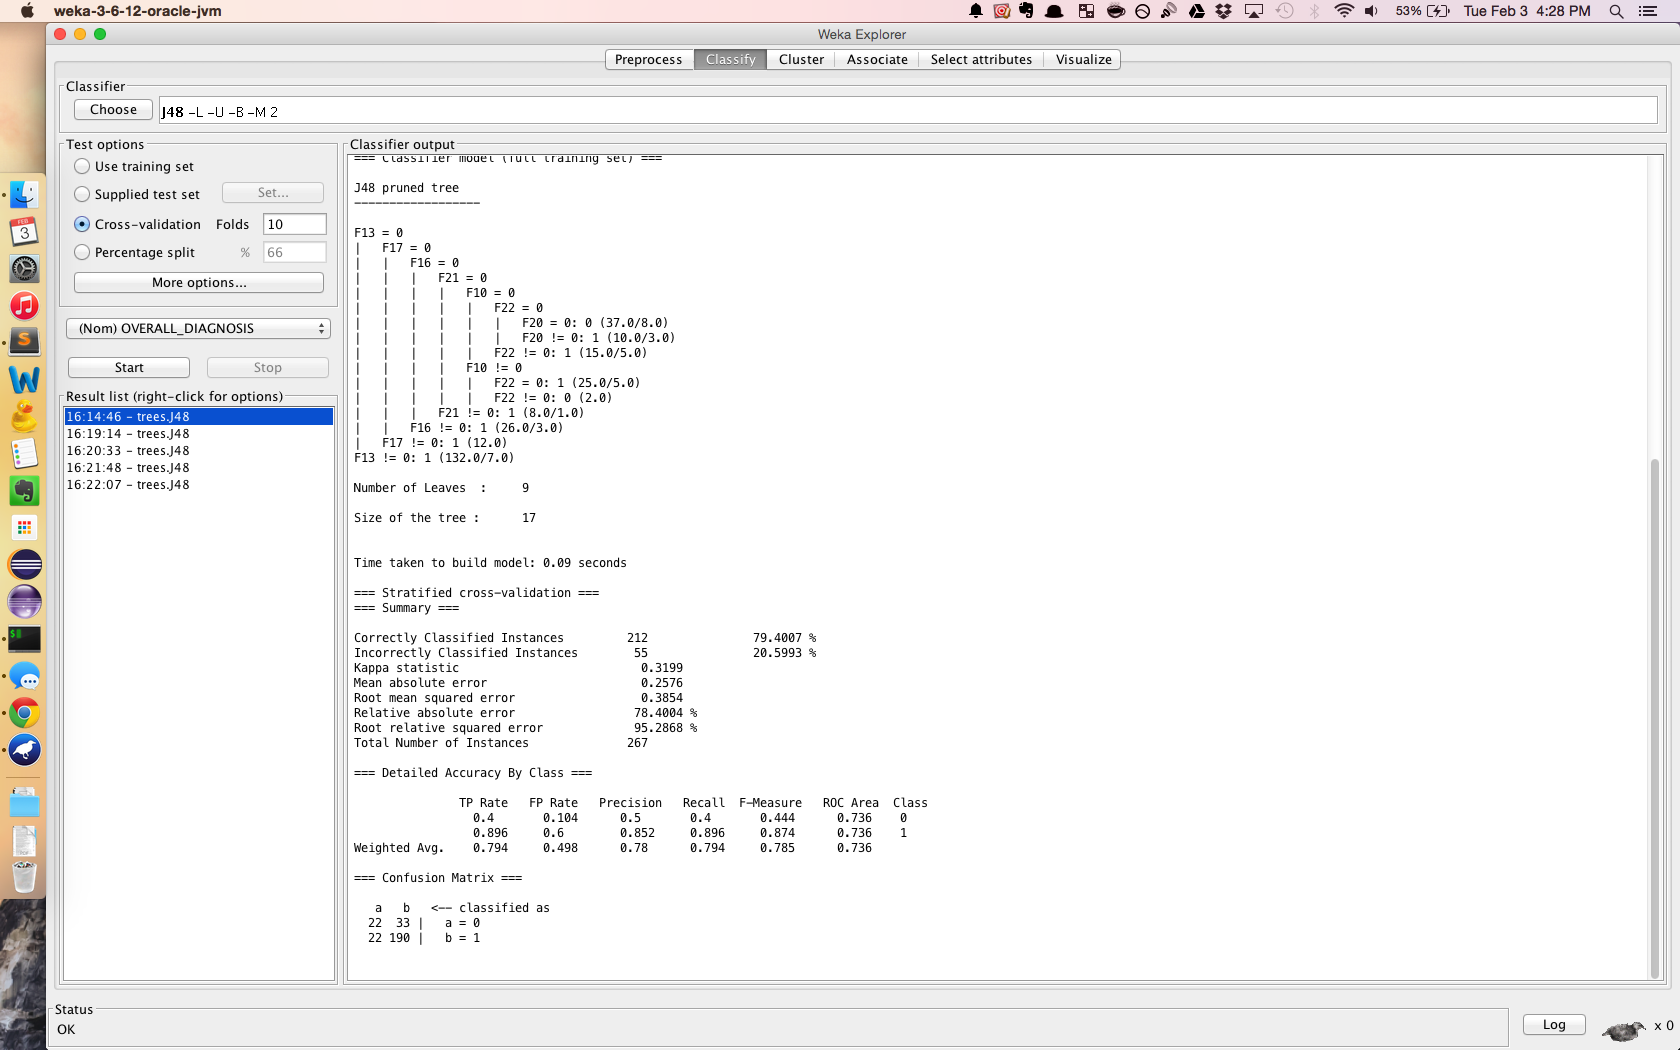 weka-3-6-12-oracle-jvm
53%
Tue Feb 3 4:28 PM
Weka Explorer
Preprocess Classify Cluster Associate Select attributes Visualize
Classifier
Choose J48 -L -U -B -M 2
Test options
Use training set
Supplied test set Set...
Cross-validation Folds 10
Percentage split % 66
More options...
(Nom) OVERALL_DIAGNOSIS
Start Stop
Result list (right-click for options)
16:14:46 - trees.J48
16:19:14 - trees.J48
16:20:33 - trees.J48
16:21:48 - trees.J48
16:22:07 - trees.J48
Classifier output
=== Classifier model (full training set) ===
J48 pruned tree
------------------
F13 = 0
|   F17 = 0
|   |   F16 = 0
|   |   |   F21 = 0
|   |   |   |   F10 = 0
|   |   |   |   |   F22 = 0
|   |   |   |   |   |   F20 = 0: 0 (37.0/8.0)
|   |   |   |   |   |   F20 != 0: 1 (10.0/3.0)
|   |   |   |   |   F22 != 0: 1 (15.0/5.0)
|   |   |   |   F10 != 0
|   |   |   |   |   F22 = 0: 1 (25.0/5.0)
|   |   |   |   |   F22 != 0: 0 (2.0)
|   |   |   F21 != 0: 1 (8.0/1.0)
|   |   F16 != 0: 1 (26.0/3.0)
|   F17 != 0: 1 (12.0)
F13 != 0: 1 (132.0/7.0)
Number of Leaves  :     9
Size of the tree :      17
Time taken to build model: 0.09 seconds
=== Stratified cross-validation ===
=== Summary ===
Correctly Classified Instances         212               79.4007 %
Incorrectly Classified Instances        55               20.5993 %
Kappa statistic                          0.3199
Mean absolute error                      0.2576
Root mean squared error                  0.3854
Relative absolute error                 78.4004 %
Root relative squared error             95.2868 %
Total Number of Instances              267
=== Detailed Accuracy By Class ===
TP Rate   FP Rate   Precision   Recall  F-Measure   ROC Area  Class
0.4       0.104      0.5       0.4       0.444      0.736    0
0.896     0.6        0.852     0.896     0.874      0.736    1
Weighted Avg.    0.794     0.498      0.78      0.794     0.785      0.736
=== Confusion Matrix ===
a   b   <-- classified as
22  33 |   a = 0
22 190 |   b = 1
Status
OK
Log
x 0
FEB
3